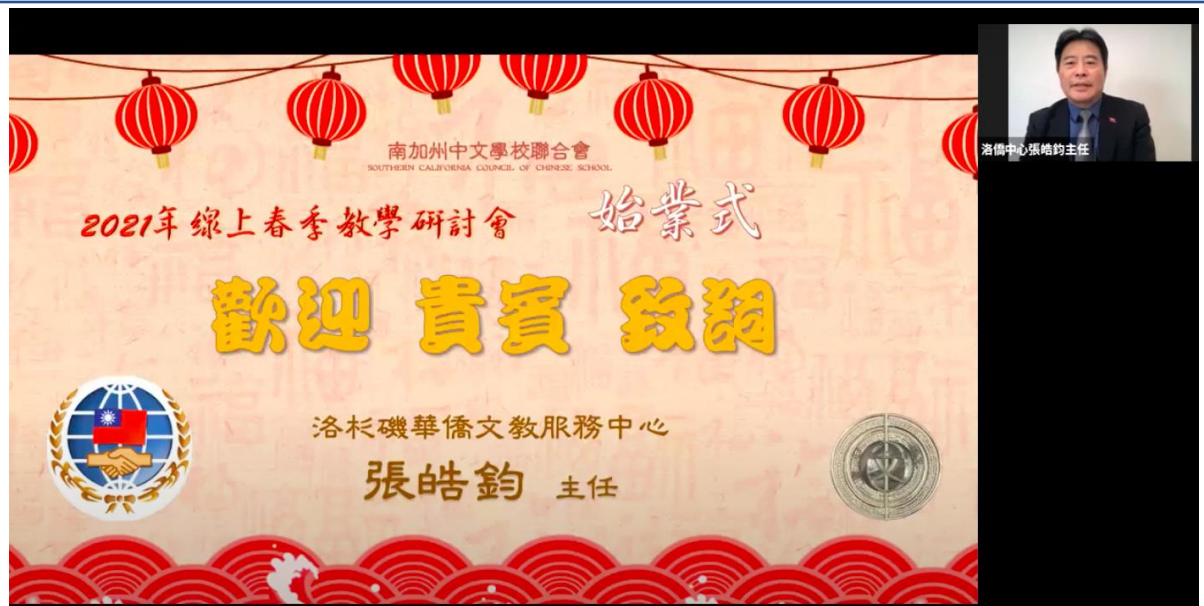 南加州中文學校聯合會
SOUTHERN CALIFORNIA COUNCIL OF CHINESE SCHOOL
2021年線上春季教學研討會 始業式
歡迎 貴賓 致詞
洛杉磯華僑文教服務中心
張皓鈞 主任
洛僑中心張皓鈞主任